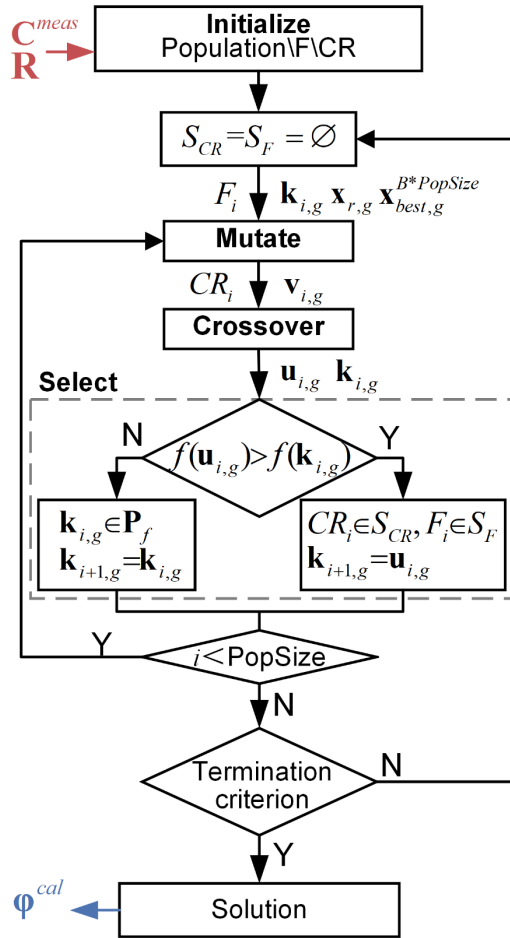 C^meas
R
Initialize
Population\F\CR
S_CR=S_F=∅
F_i k_i,g x_r,g x_best,g^B*PopSize
Mutate
CR_i v_i,g
Crossover
u_i,g k_i,g
Select
N Y
f(u_i,g)>f(k_i,g)
k_i,g∈P_f
k_i+1,g=k_i,g
CR_i∈S_CR, F_i∈S_F
k_i+1,g=u_i,g
Y
i<PopSize
N
Termination
criterion
N
Y
φ^cal
Solution